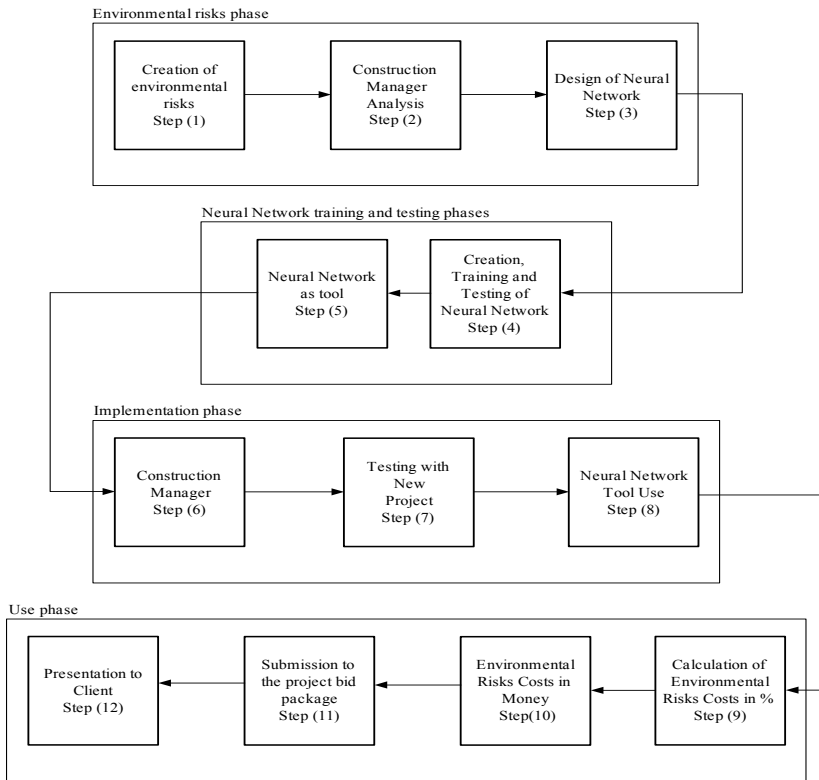 Environmental risks phase
Creation of
environmental
risks
Step (1)
Construction
Manager
Analysis
Step (2)
Design of Neural
Network
Step (3)
Neural Network training and testing phases
Neural Network
as tool
Step (5)
Creation,
Training and
Testing of
Neural Network
Step (4)
Implementation phase
Construction
Manager
Step (6)
Testing with
New
Project
Step (7)
Neural Network
Tool Use
Step (8)
Use phase
Presentation to
Client
Step (12)
Submission to
the project bid
package
Step (11)
Environmental
Risks Costs in
Money
Step(10)
Calculation of
Environmental
Risks Costs in %
Step (9)